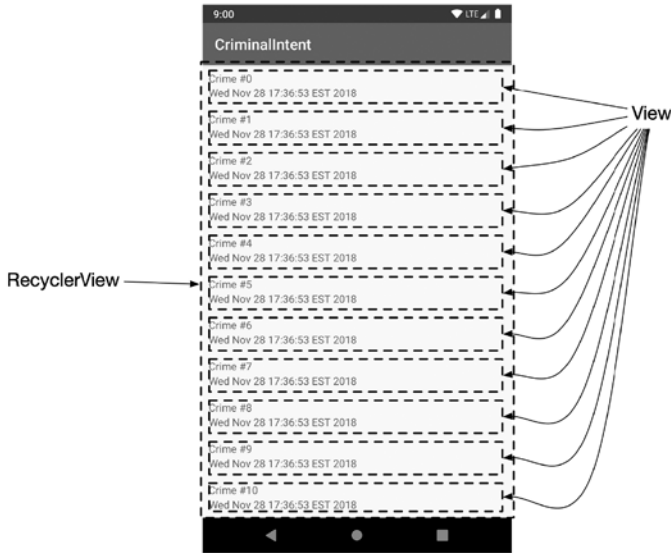 9:00
LTE
CriminalIntent
Crime #0
Wed Nov 28 17:36:53 EST 2018
View
Crime #1
Wed Nov 28 17:36:53 EST 2018
Crime #2
Wed Nov 28 17:36:53 EST 2018
Crime #3
Wed Nov 28 17:36:53 EST 2018
Crime #4
Wed Nov 28 17:36:53 EST 2018
RecyclerView
Crime #5
Wed Nov 28 17:36:53 EST 2018
Crime #6
Wed Nov 28 17:36:53 EST 2018
Crime #7
Wed Nov 28 17:36:53 EST 2018
Crime #8
Wed Nov 28 17:36:53 EST 2018
Crime #9
Wed Nov 28 17:36:53 EST 2018
Crime #10
Wed Nov 28 17:36:53 EST 2018